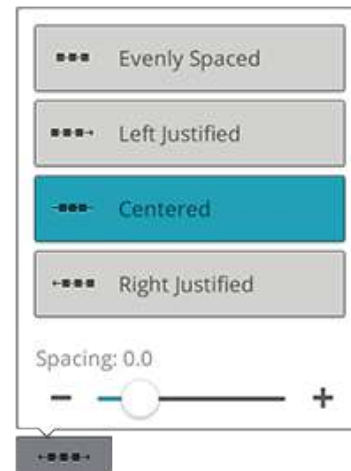 Evenly Spaced
Left Justified
Centered
Right Justified
Spacing: 0.0